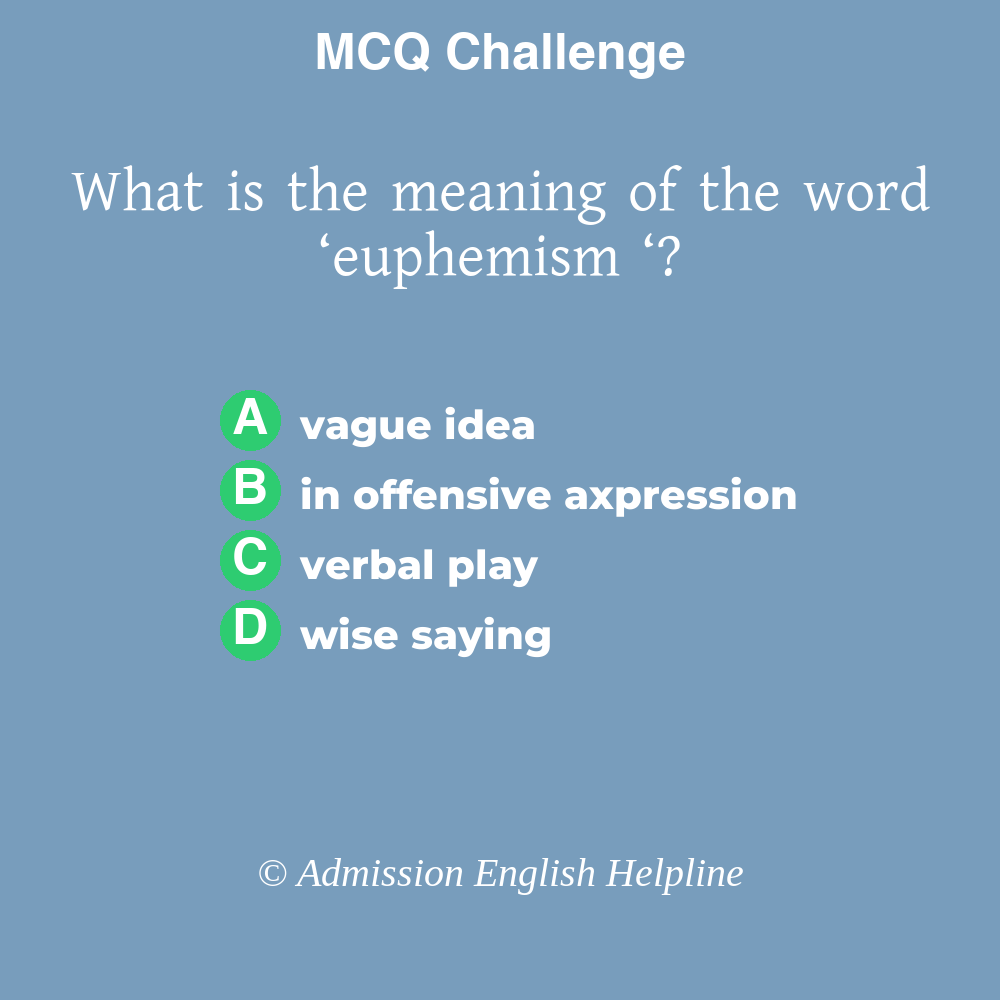 MCQ Challenge
What is the meaning of the word
‘euphemism ‘?
A vague idea
B in offensive axpression
C verbal play
D wise saying
© Admission English Helpline